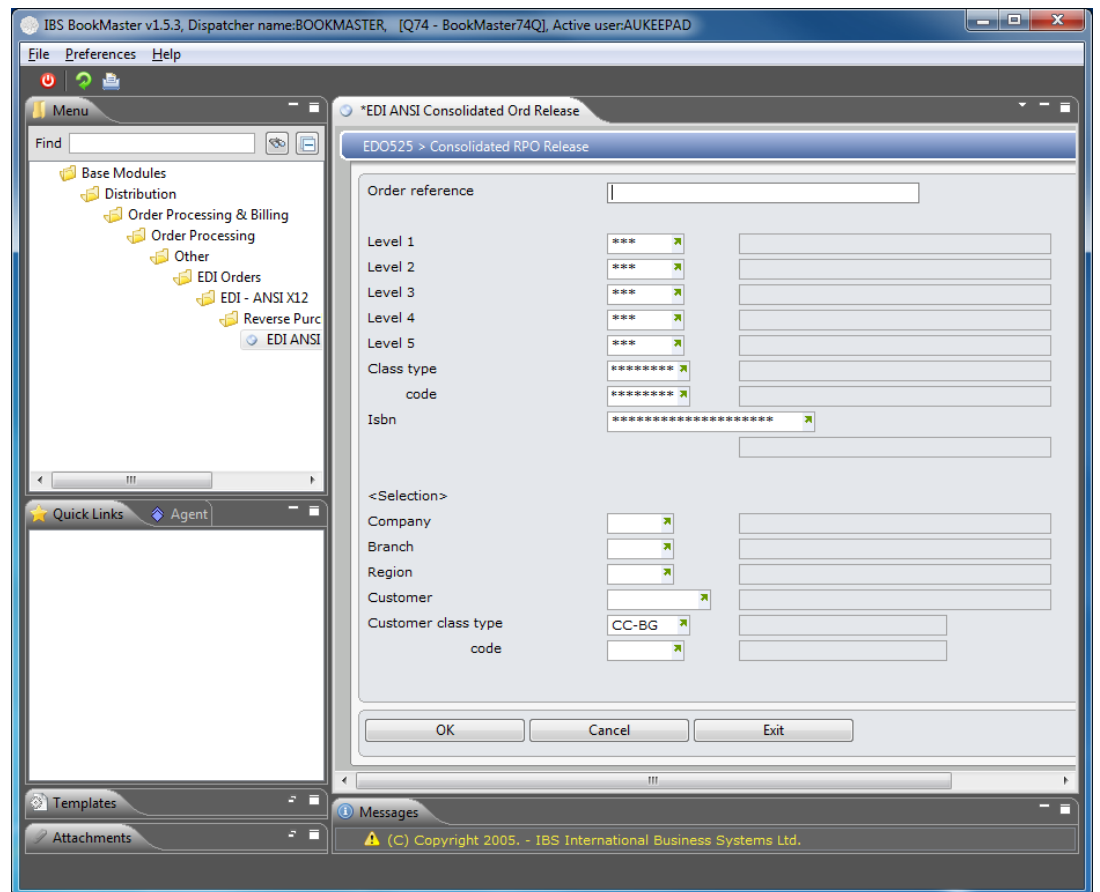 IBS BookMaster v1.5.3, Dispatcher name:BOOKMASTER, [Q74 - BookMaster74Q], Active user:AUKEEPAD
File Preferences Help
Menu
Find
Base Modules
Distribution
Order Processing & Billing
Order Processing
Other
EDI Orders
EDI - ANSI X12
Reverse Purc
EDI ANSI
Quick Links Agent
Templates
Attachments
*EDI ANSI Consolidated Ord Release
EDO525 > Consolidated RPO Release
Order reference
Level 1 ***
Level 2 ***
Level 3 ***
Level 4 ***
Level 5 ***
Class type ********
code ********
Isbn ********************
<Selection>
Company
Branch
Region
Customer
Customer class type CC-BG
code
OK Cancel Exit
Messages
(C) Copyright 2005. - IBS International Business Systems Ltd.